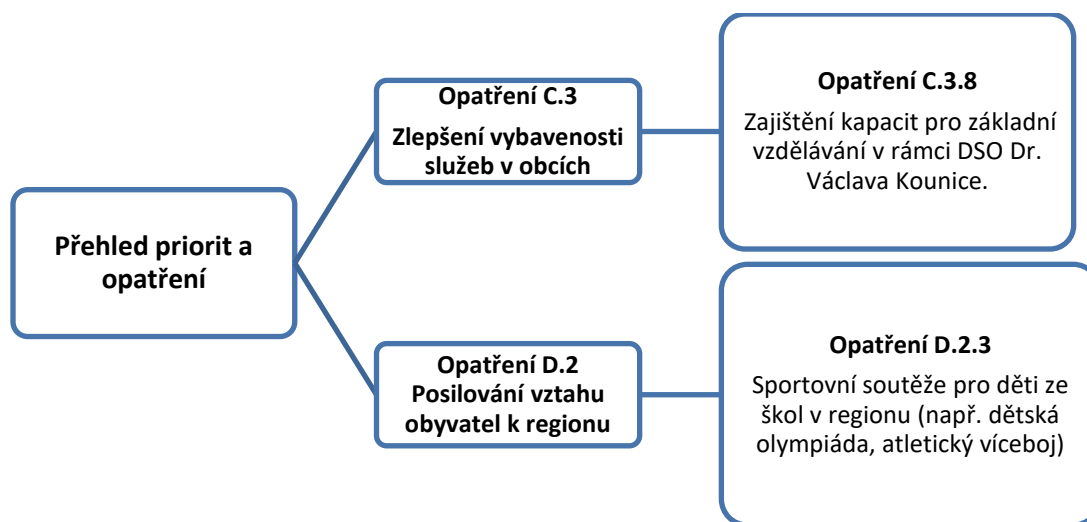 Přehled priorit a
opatření
Opatření C.3
Zlepšení vybavenosti
služeb v obcích
Opatření C.3.8
Zajištění kapacit pro základní
vzdělávání v rámci DSO Dr.
Václava Kounice.
Opatření D.2
Posilování vztahu
obyvatel k regionu
Opatření D.2.3
Sportovní soutěže pro děti ze
škol v regionu (např. dětská
olympiáda, atletický víceboj)